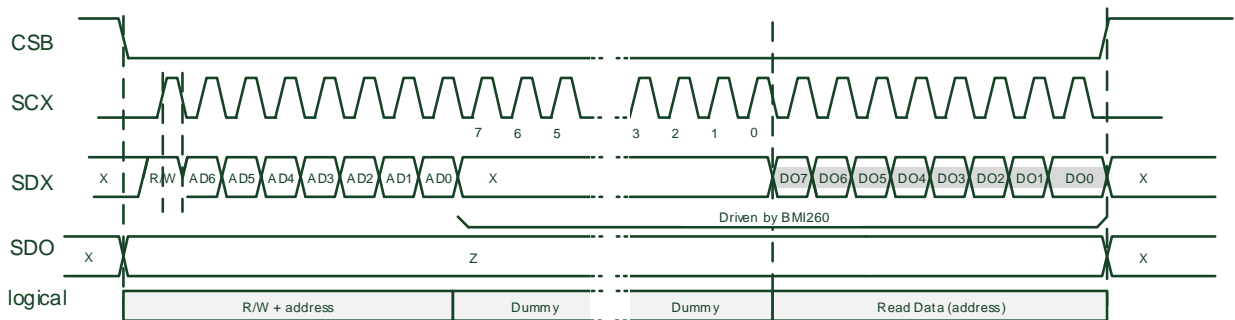 CSB
SCX
7 6 5 3 2 1 0
SDX X R/W AD6 AD5 AD4 AD3 AD2 AD1 AD0 X DO7 DO6 DO5 DO4 DO3 DO2 DO1 DO0 X
Driven by BMI260
SDO X Z X
logical R/W + address Dummy Dummy Read Data (address)